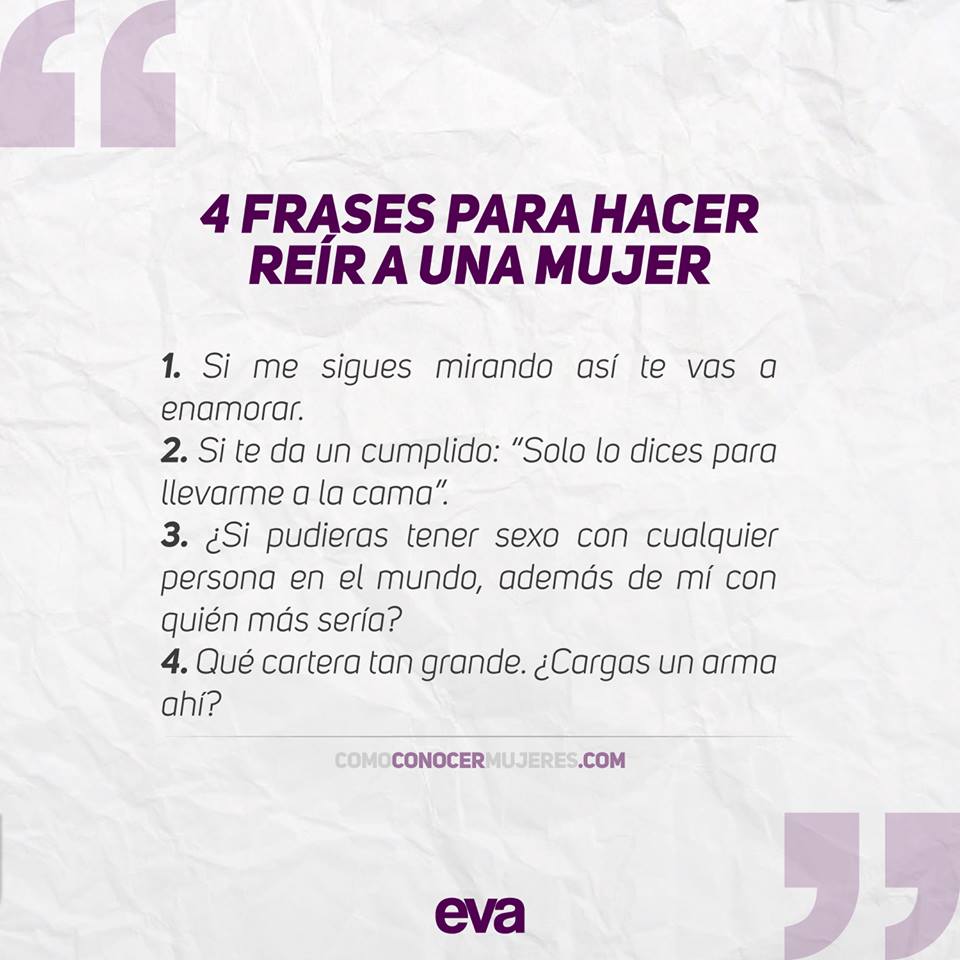 4 FRASES PARA HACER
REÍR A UNA MUJER
1. Si me sigues mirando así te vas a
enamorar.
2. Si te da un cumplido: “Solo lo dices para
llevarme a la cama”.
3. ¿Si pudieras tener sexo con cualquier
persona en el mundo, además de mí con
quién más sería?
4. Qué cartera tan grande. ¿Cargas un arma
ahí?
COMOCONOCERMUJERES.COM
eva